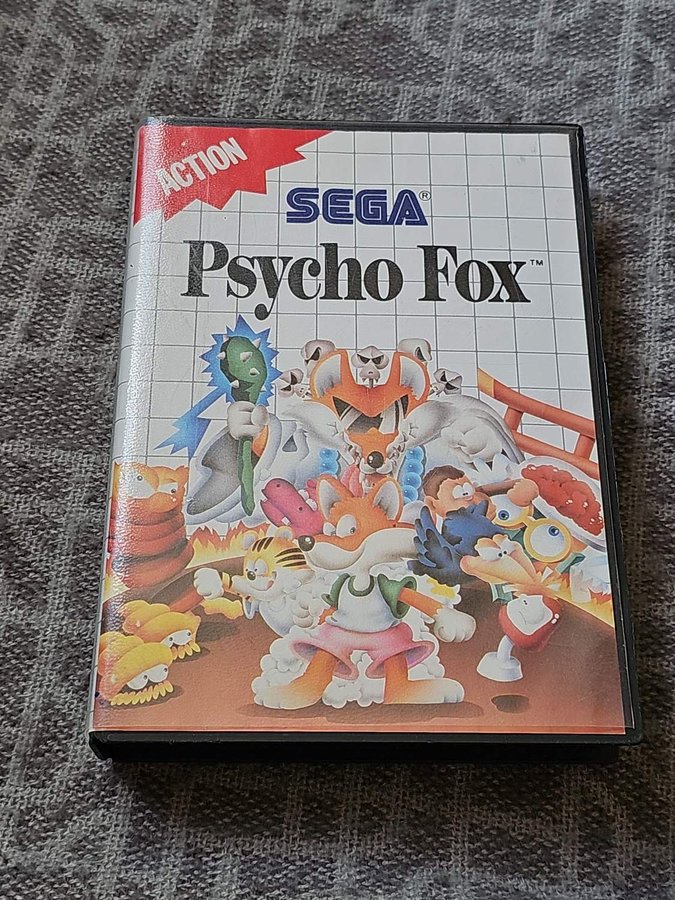 ACTION
SEGA®
Psycho Fox™